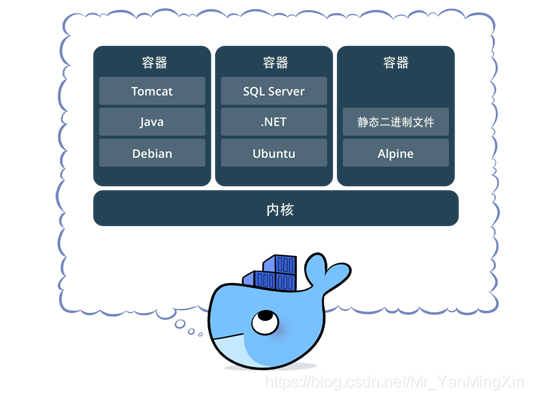 容器
Tomcat
Java
Debian
容器
SQL Server
.NET
Ubuntu
容器
静态二进制文件
Alpine
内核
https://blog.csdn.net/Mr_YanMingXin